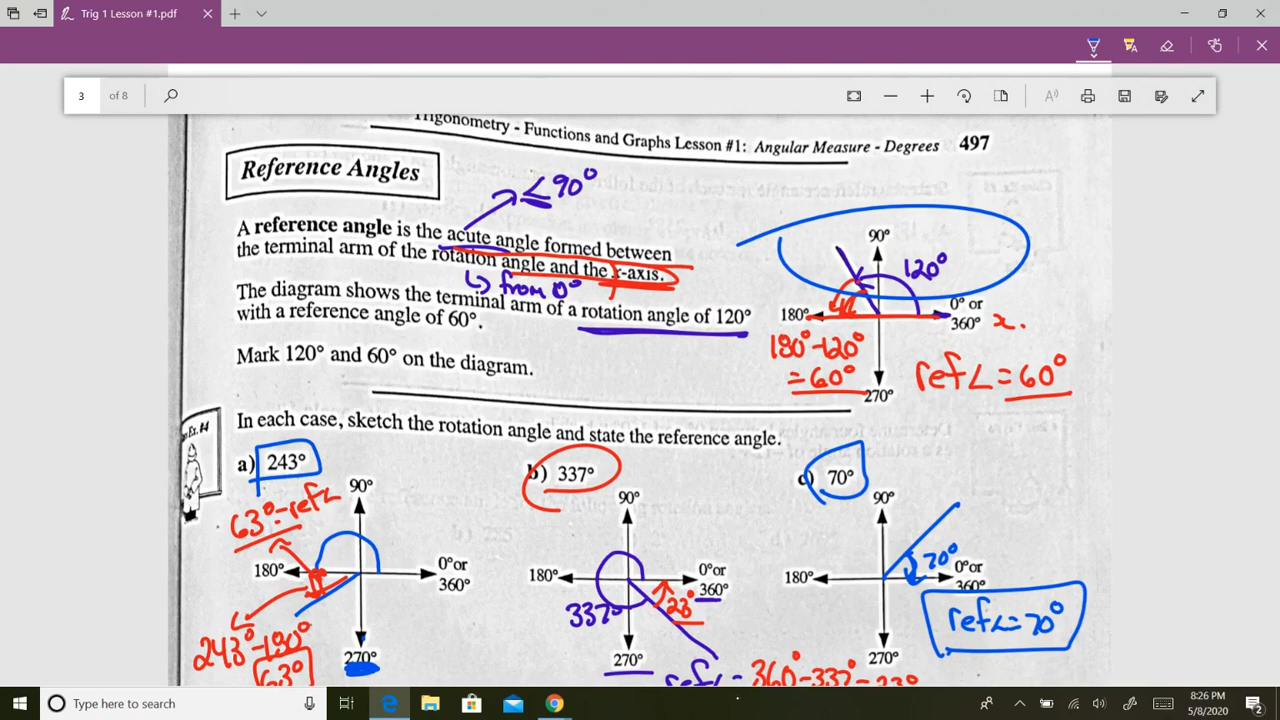 Trig 1 Lesson #1.pdf
3 of 8
Trigonometry - Functions and Graphs Lesson #1: Angular Measure - Degrees 497
Reference Angles
≤90°
A reference angle is the acute angle formed between
the terminal arm of the rotation angle and the x-axis.
↳ from 0°
The diagram shows the terminal arm of a rotation angle of 120°
with a reference angle of 60°.
Mark 120° and 60° on the diagram.
90°
120°
180°
0° or
360°
x.
270°
180°-120°
=60°
ref∠=60°
In each case, sketch the rotation angle and state the reference angle.
a) 243°
90°
63°-ref∠
180°
0°or
360°
270°
243°-180°
63°
b) 337°
90°
180°
0°or
360°
337°
23°
270°
ref∠ = 360°-337°=23°
c) 70°
90°
180°
70°
0°or
360°
270°
ref∠=70°
Type here to search
8:26 PM
5/8/2020
2